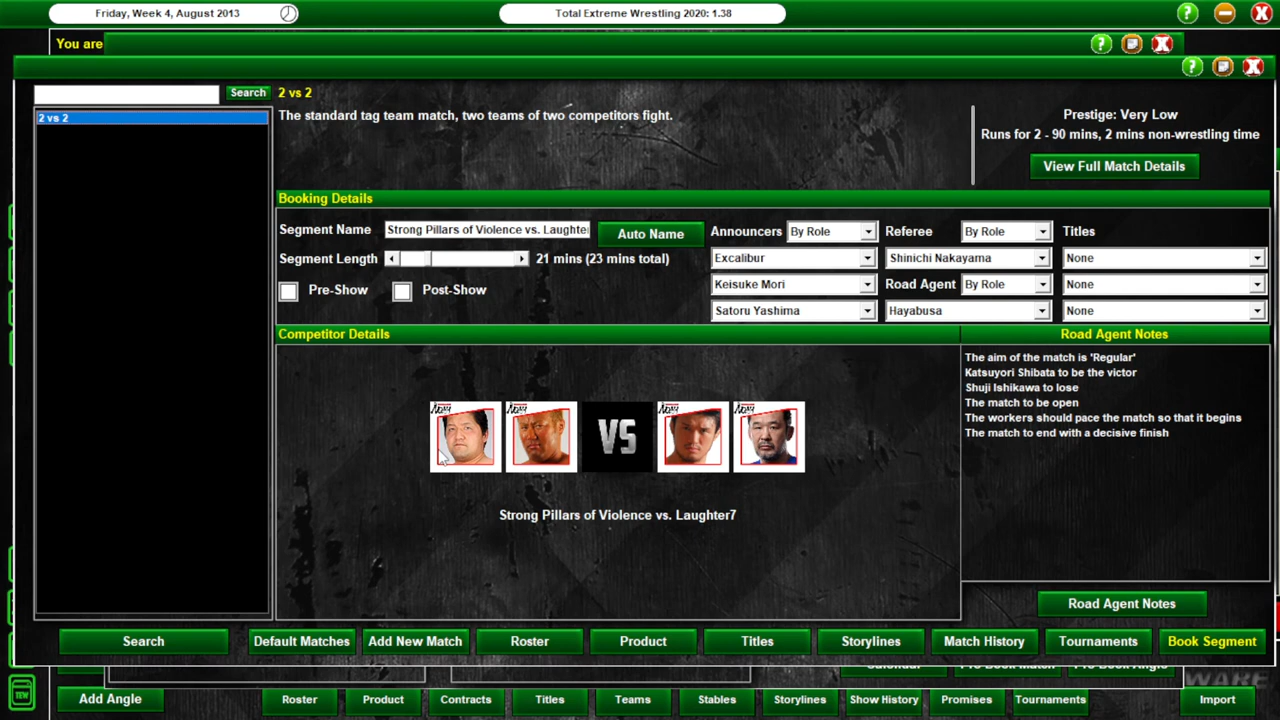 Friday, Week 4, August 2013
Total Extreme Wrestling 2020: 1.38
You are
Search
2 vs 2
2 vs 2
The standard tag team match, two teams of two competitors fight.
Prestige: Very Low
Runs for 2 - 90 mins, 2 mins non-wrestling time
View Full Match Details
Booking Details
Segment Name
Strong Pillars of Violence vs. Laughte
Auto Name
Announcers
By Role
Referee
By Role
Titles
Segment Length
21 mins (23 mins total)
Excalibur
Shinichi Nakayama
None
Pre-Show
Post-Show
Keisuke Mori
Road Agent
By Role
None
Satoru Yashima
Hayabusa
None
Competitor Details
Road Agent Notes
The aim of the match is 'Regular'
Katsuyori Shibata to be the victor
Shuji Ishikawa to lose
The match to be open
The workers should pace the match so that it begins
The match to end with a decisive finish
VS
Strong Pillars of Violence vs. Laughter7
Road Agent Notes
Search
Default Matches
Add New Match
Roster
Product
Titles
Storylines
Match History
Tournaments
Book Segment
Calendar
Pre Book Match
Pre Book Angle
TEW
Add Angle
Roster
Product
Contracts
Titles
Teams
Stables
Storylines
Show History
Promises
Tournaments
Import